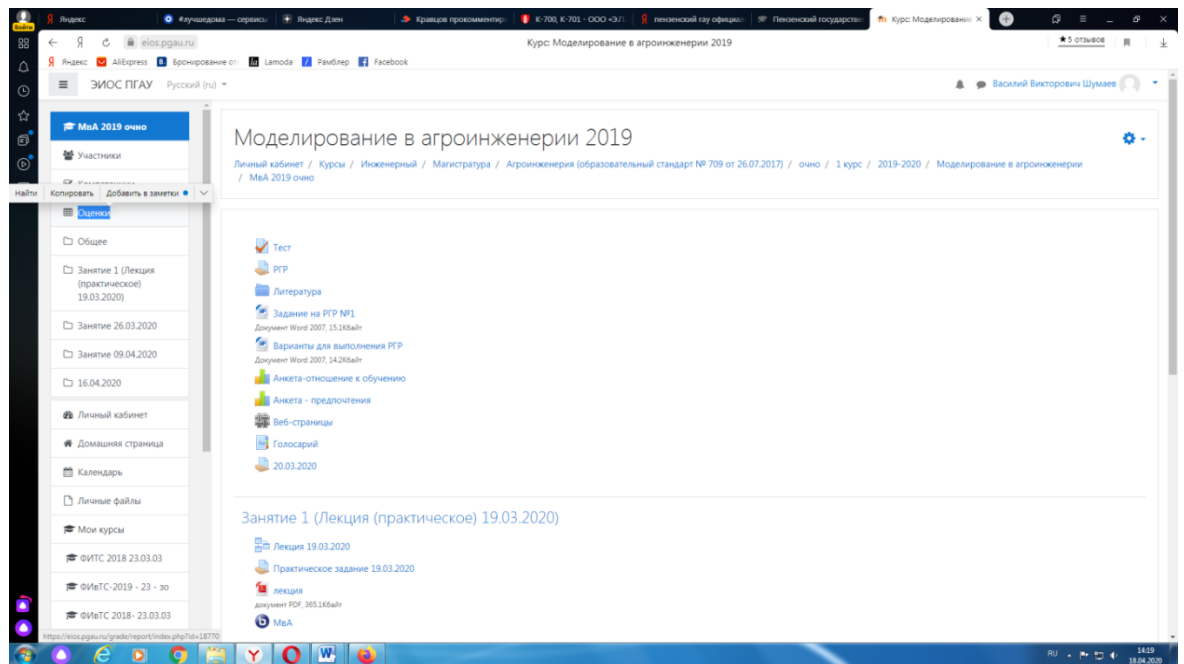 Войти
Яндекс
#лучшедома — сервисы
Яндекс Дзен
Кравцов прокомментир
К-700, К-701 - ООО «Э.Л
пензенский гау официал
Пензенский государстве
Курс: Моделирование
eios.pgau.ru
Курс: Моделирование в агроинженерии 2019
★5 отзывов
Яндекс AliExpress Бронирование от Lamoda Рамблер Facebook
ЭИОС ПГАУ Русский (ru)
Василий Викторович Шумаев
МвА 2019 очно
Участники
Найти Копировать Добавить в заметки
Оценки
Общее
Занятие 1 (Лекция
(практическое)
19.03.2020)
Занятие 26.03.2020
Занятие 09.04.2020
16.04.2020
Личный кабинет
Домашняя страница
Календарь
Личные файлы
Мои курсы
ФИТС 2018 23.03.03
ФИвТС-2019 - 23 - зо
ФИвТС 2018- 23.03.03
https://eios.pgau.ru/grade/report/index.php?id=18770
Моделирование в агроинженерии 2019
Личный кабинет / Курсы / Инженерный / Магистратура / Агроинженерия (образовательный стандарт № 709 от 26.07.2017) / очно / 1 курс / 2019-2020 / Моделирование в агроинженерии
/ МвА 2019 очно
Тест
РГР
Литература
Задание на РГР №1
Документ Word 2007, 15.1Кбайт
Варианты для выполнения РГР
Документ Word 2007, 14.2Кбайт
Анкета-отношение к обучению
Анкета - предпочтения
Веб-страницы
Голосарий
20.03.2020
Занятие 1 (Лекция (практическое) 19.03.2020)
Лекция 19.03.2020
Практическое задание 19.03.2020
лекция
документ PDF, 365.1Кбайт
МвА
RU
14:19
18.04.2020